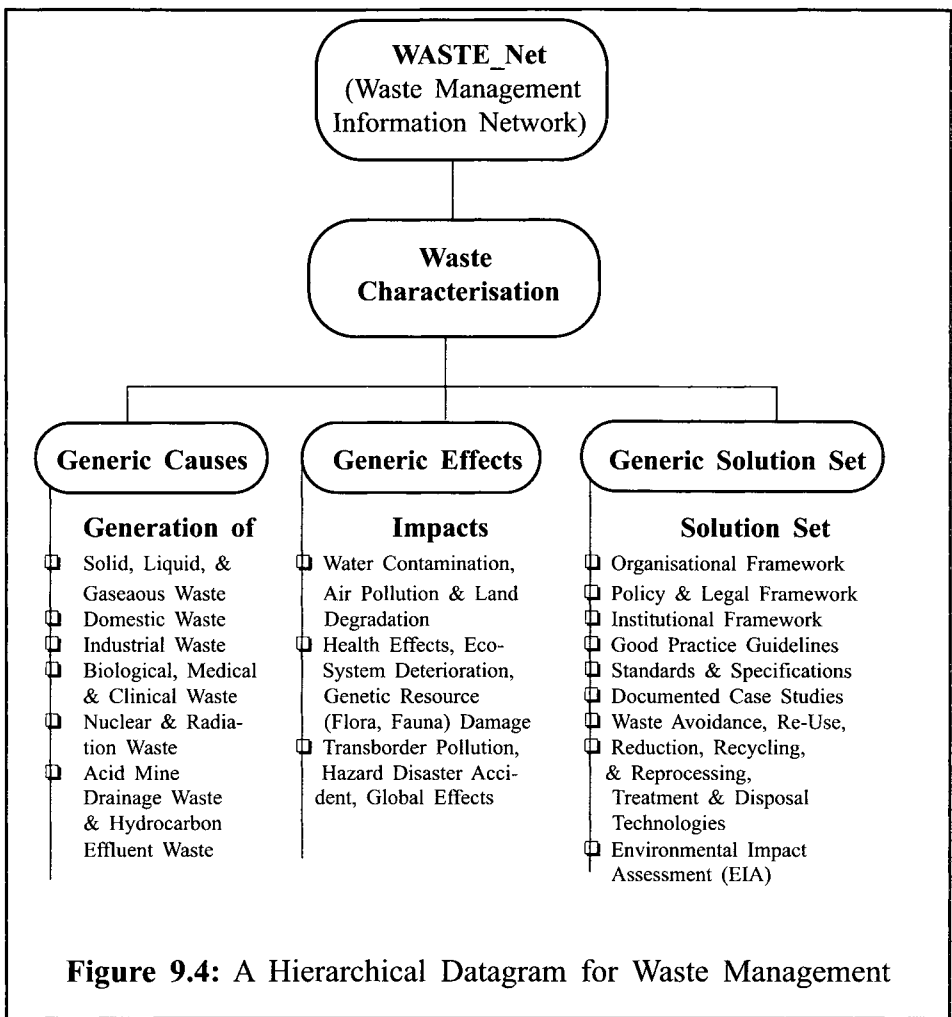 WASTE_Net
(Waste Management
Information Network)
Waste
Characterisation
Generic Causes
Generation of
Solid, Liquid, &
Gaseaous Waste
Domestic Waste
Industrial Waste
Biological, Medical
& Clinical Waste
Nuclear & Radia-
tion Waste
Acid Mine
Drainage Waste
& Hydrocarbon
Effluent Waste
Generic Effects
Impacts
Water Contamination,
Air Pollution & Land
Degradation
Health Effects, Eco-
System Deterioration,
Genetic Resource
(Flora, Fauna) Damage
Transborder Pollution,
Hazard Disaster Acci-
dent, Global Effects
Generic Solution Set
Solution Set
Organisational Framework
Policy & Legal Framework
Institutional Framework
Good Practice Guidelines
Standards & Specifications
Documented Case Studies
Waste Avoidance, Re-Use,
Reduction, Recycling,
& Reprocessing,
Treatment & Disposal
Technologies
Environmental Impact
Assessment (EIA)
Figure 9.4: A Hierarchical Datagram for Waste Management